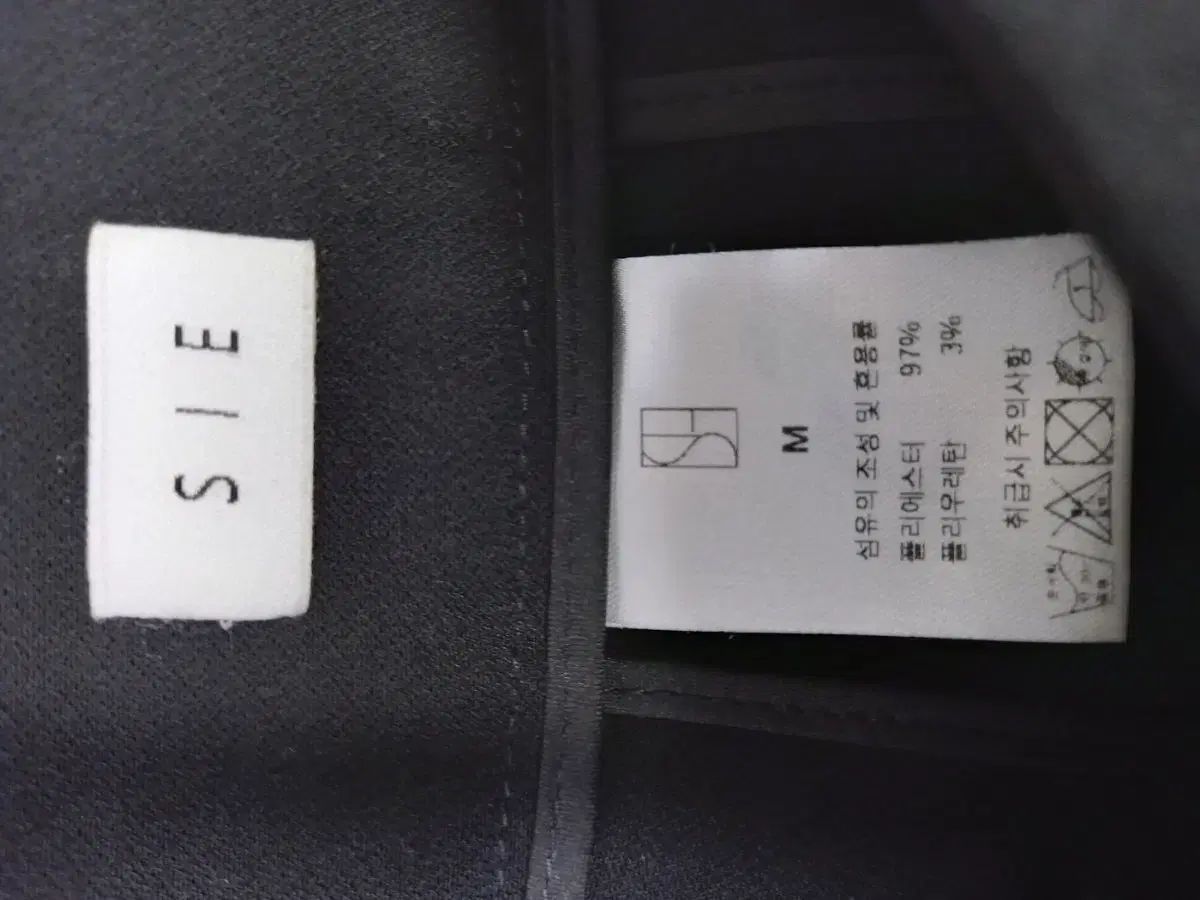 SIE
M
섬유의 조성 및 혼용률
폴리에스터 97%
폴리우레탄 3%
취급시 주의사항